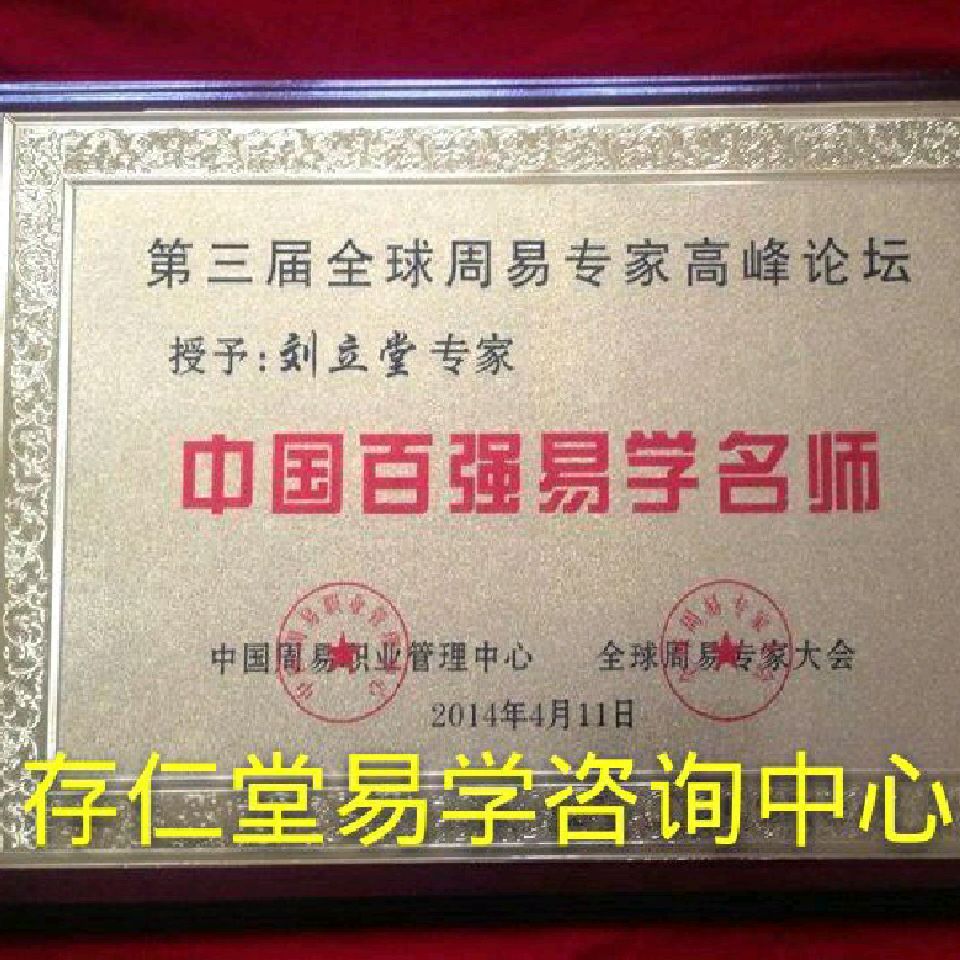 第三届全球周易专家高峰论坛
授予:刘立堂专家
中国百强易学名师
中国周易职业管理中心 全球周易专家大会
2014年4月11日
存仁堂易学咨询中心